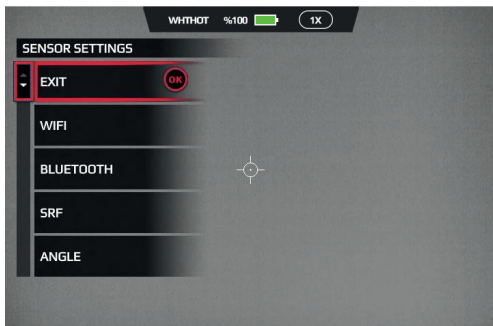 WHTHOT %100 1X
SENSOR SETTINGS
EXIT OK
WIFI
BLUETOOTH
SRF
ANGLE